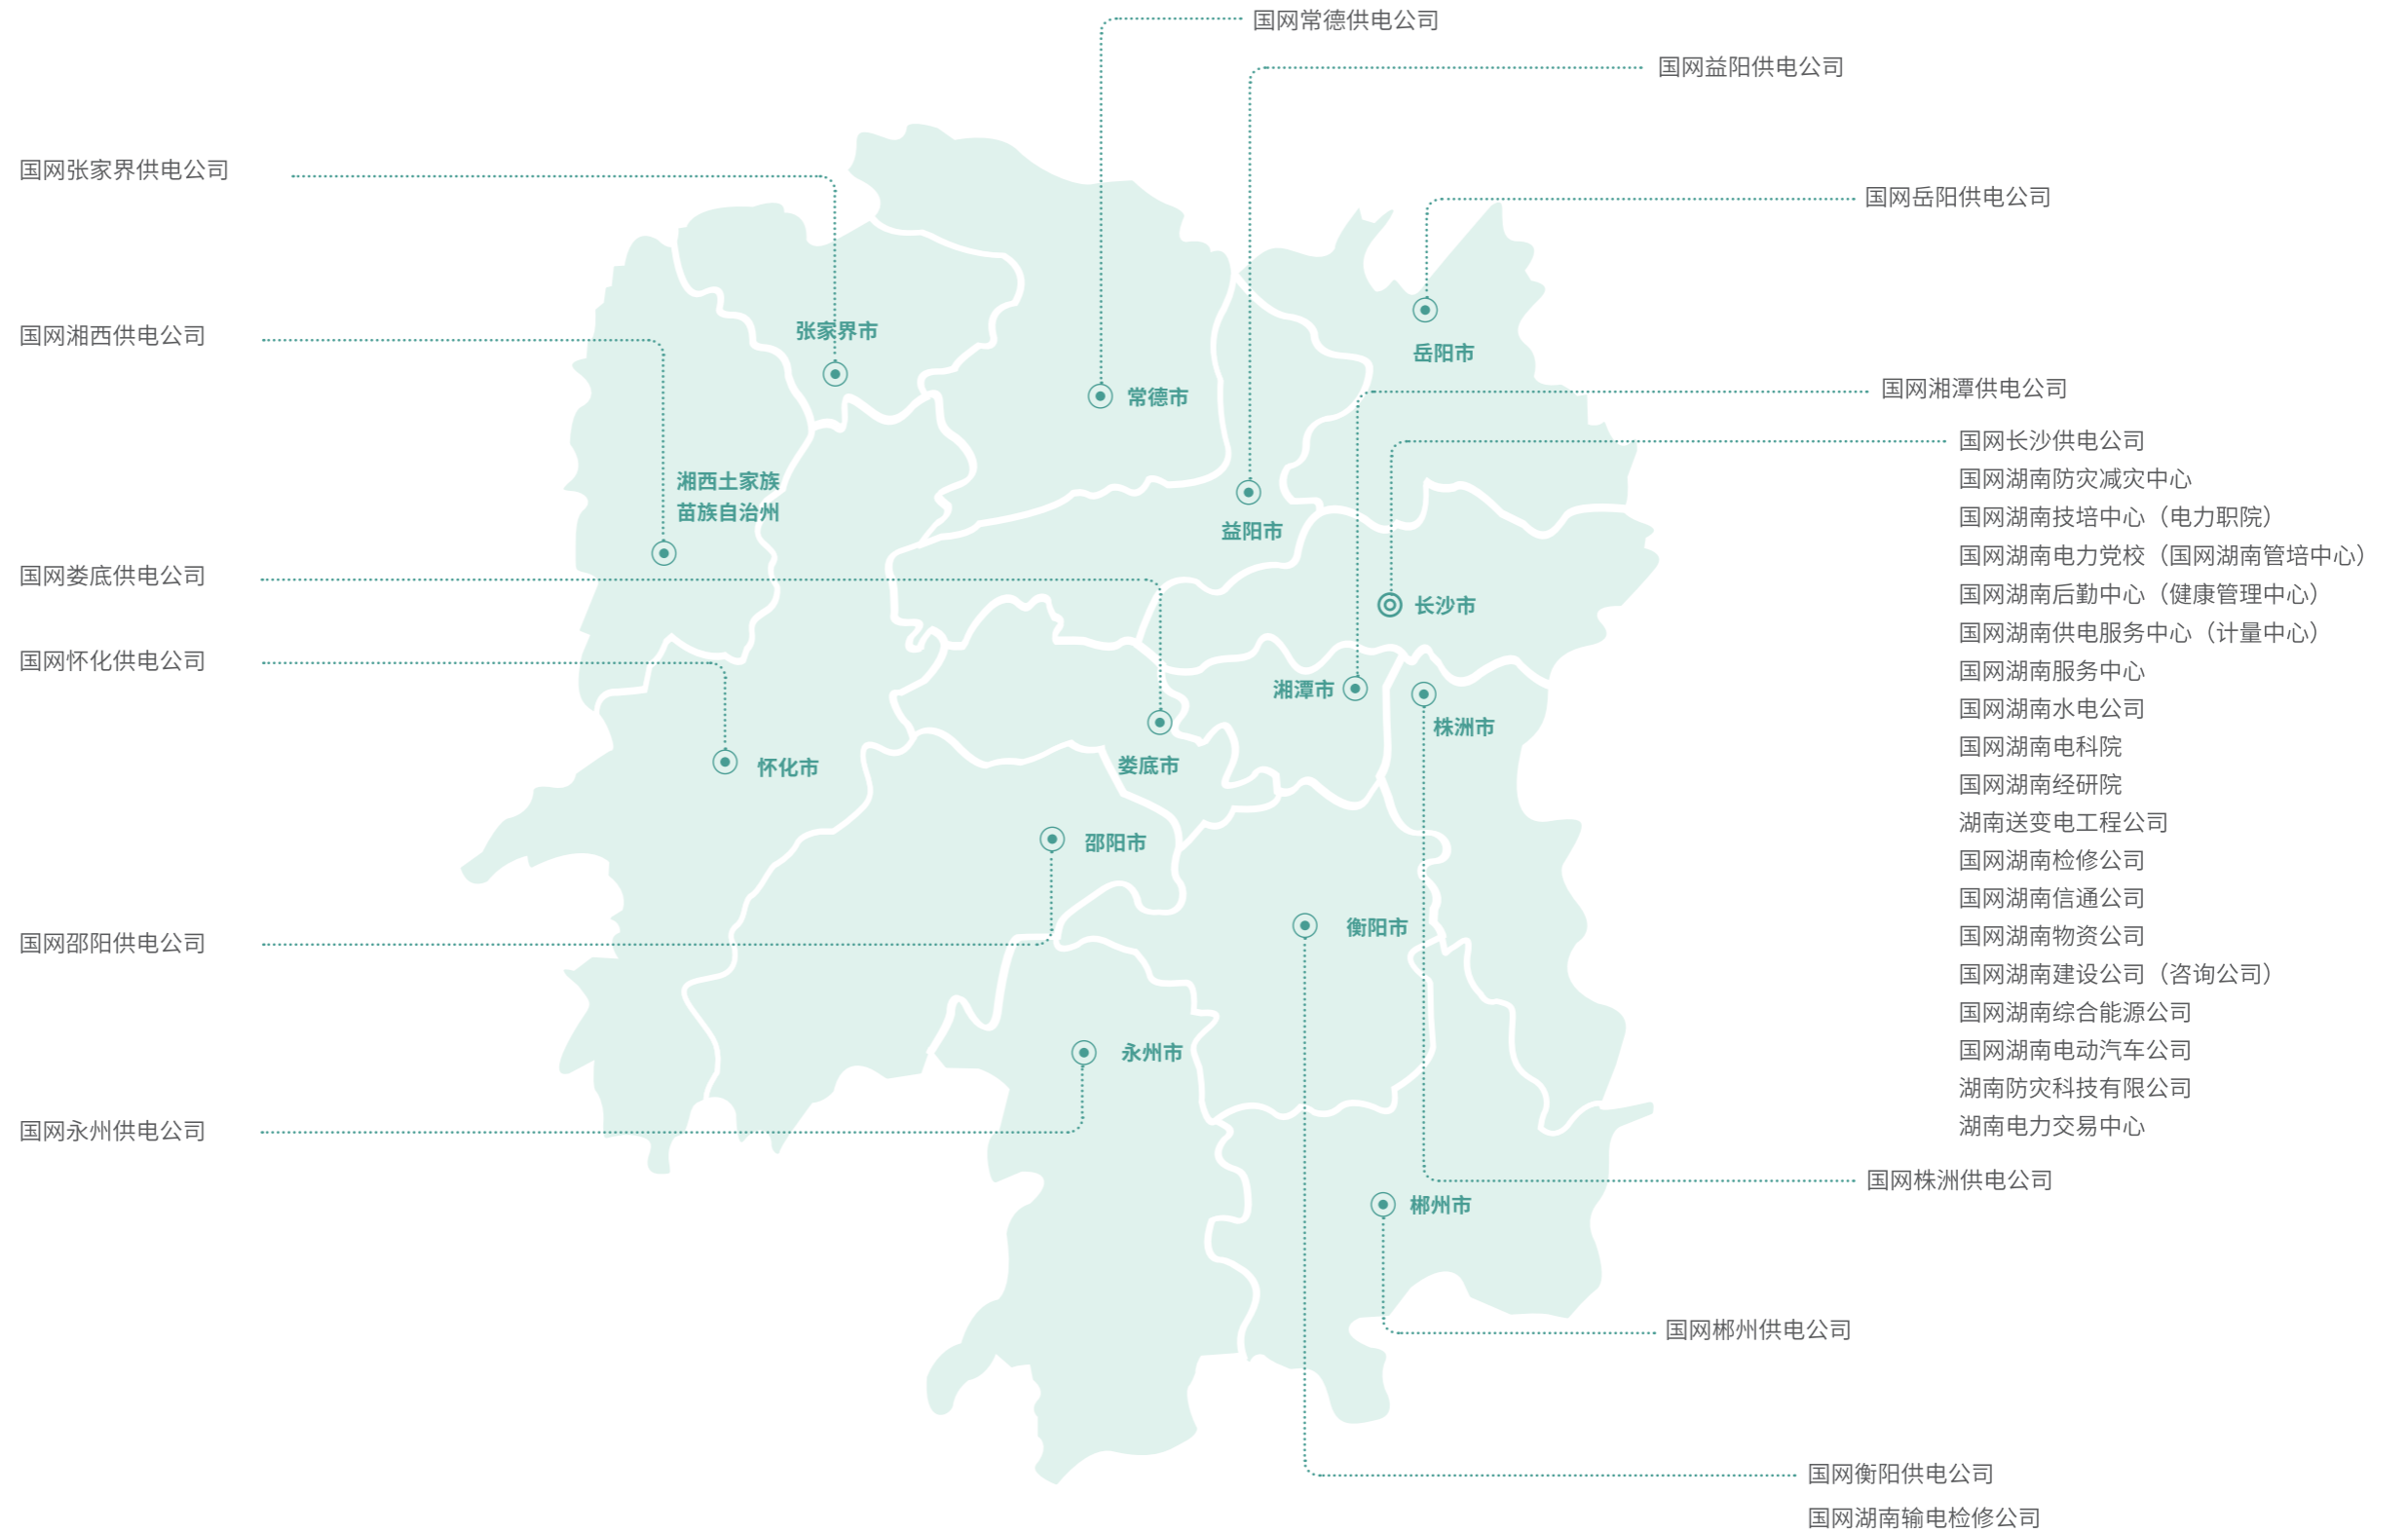 国网常德供电公司
国网益阳供电公司
国网张家界供电公司
国网岳阳供电公司
张家界市
国网湘西供电公司
岳阳市
常德市
国网湘潭供电公司
国网长沙供电公司
湘西土家族
苗族自治州
国网湖南防灾减灾中心
国网湖南技培中心（电力职院）
益阳市
国网湖南电力党校（国网湖南管培中心）
国网娄底供电公司
国网湖南后勤中心（健康管理中心）
长沙市
国网湖南供电服务中心（计量中心）
国网怀化供电公司
国网湖南服务中心
湘潭市
国网湖南水电公司
株洲市
国网湖南电科院
娄底市
怀化市
国网湖南经研院
湖南送变电工程公司
邵阳市
国网湖南检修公司
国网湖南信通公司
衡阳市
国网湖南物资公司
国网邵阳供电公司
国网湖南建设公司（咨询公司）
国网湖南综合能源公司
永州市
国网湖南电动汽车公司
湖南防灾科技有限公司
湖南电力交易中心
国网永州供电公司
国网株洲供电公司
郴州市
国网郴州供电公司
国网衡阳供电公司
国网湖南输电检修公司